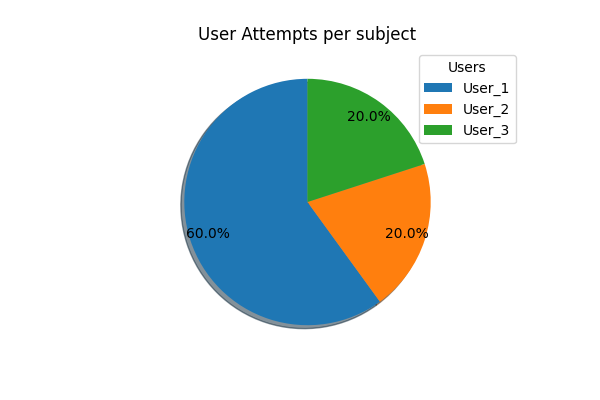 User Attempts per subject
Users
User_1
User_2
User_3
20.0%
60.0%
20.0%